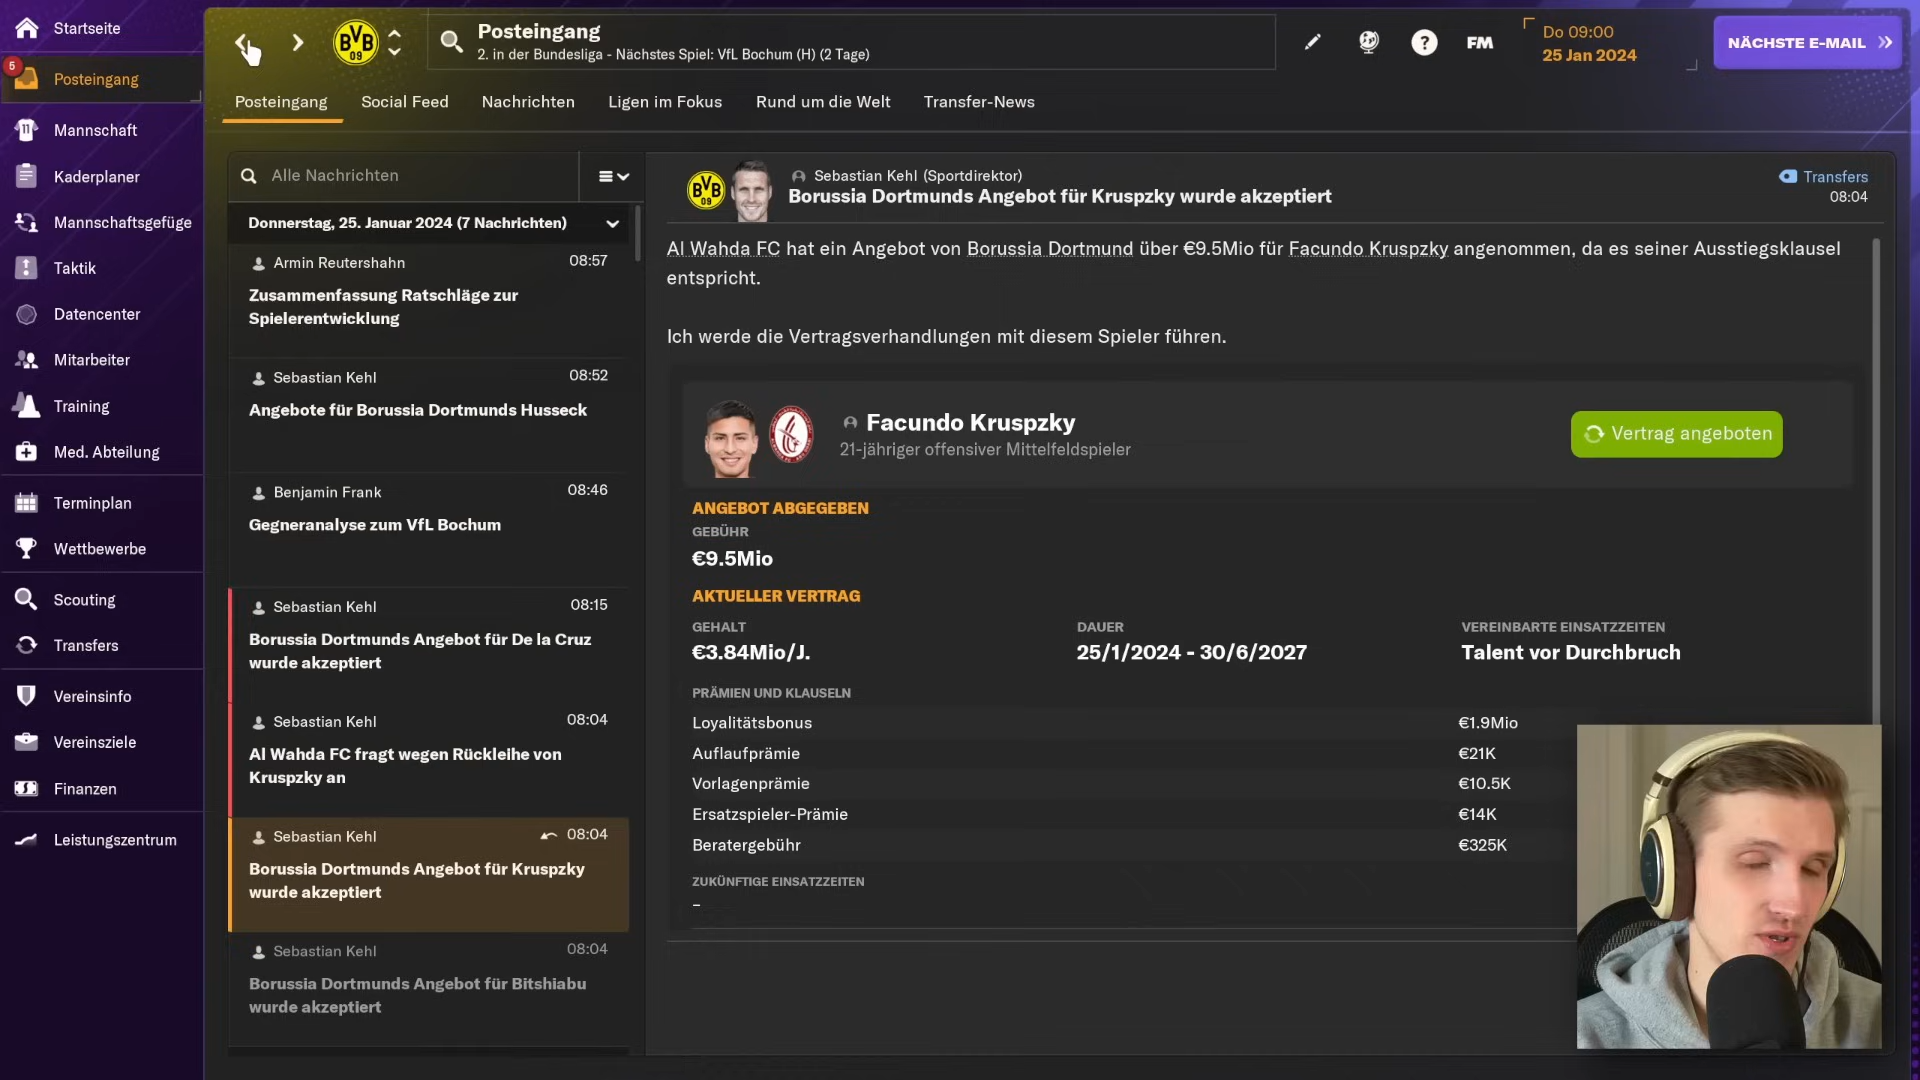 Startseite
5
Posteingang
Mannschaft
Kaderplaner
Mannschaftsgefüge
Taktik
Datencenter
Mitarbeiter
Training
Med. Abteilung
Terminplan
Wettbewerbe
Scouting
Transfers
Vereinsinfo
Vereinsziele
Finanzen
Leistungszentrum
BVB
09
Posteingang
2. in der Bundesliga - Nächstes Spiel: VfL Bochum (H) (2 Tage)
?
FM
Do 09:00
25 Jan 2024
NÄCHSTE E-MAIL
Posteingang Social Feed Nachrichten Ligen im Fokus Rund um die Welt Transfer-News
Alle Nachrichten
Donnerstag, 25. Januar 2024 (7 Nachrichten)
Armin Reutershahn 08:57
Zusammenfassung Ratschläge zur
Spielerentwicklung
Sebastian Kehl 08:52
Angebote für Borussia Dortmunds Husseck
Benjamin Frank 08:46
Gegneranalyse zum VfL Bochum
Sebastian Kehl 08:15
Borussia Dortmunds Angebot für De la Cruz
wurde akzeptiert
Sebastian Kehl 08:04
Al Wahda FC fragt wegen Rückleihe von
Kruspzky an
Sebastian Kehl 08:04
Borussia Dortmunds Angebot für Kruspzky
wurde akzeptiert
Sebastian Kehl 08:04
Borussia Dortmunds Angebot für Bitshiabu
wurde akzeptiert
BVB
09
Sebastian Kehl (Sportdirektor)
Borussia Dortmunds Angebot für Kruspzky wurde akzeptiert
Transfers
08:04
Al Wahda FC hat ein Angebot von Borussia Dortmund über €9.5Mio für Facundo Kruspzky angenommen, da es seiner Ausstiegsklausel
entspricht.
Ich werde die Vertragsverhandlungen mit diesem Spieler führen.
Facundo Kruspzky
21-jähriger offensiver Mittelfeldspieler
Vertrag angeboten
ANGEBOT ABGEGEBEN
GEBÜHR
€9.5Mio
AKTUELLER VERTRAG
GEHALT DAUER VEREINBARTE EINSATZZEITEN
€3.84Mio/J. 25/1/2024 - 30/6/2027 Talent vor Durchbruch
PRÄMIEN UND KLAUSELN
Loyalitätsbonus €1.9Mio
Auflaufprämie €21K
Vorlagenprämie €10.5K
Ersatzspieler-Prämie €14K
Beratergebühr €325K
ZUKÜNFTIGE EINSATZZEITEN
–